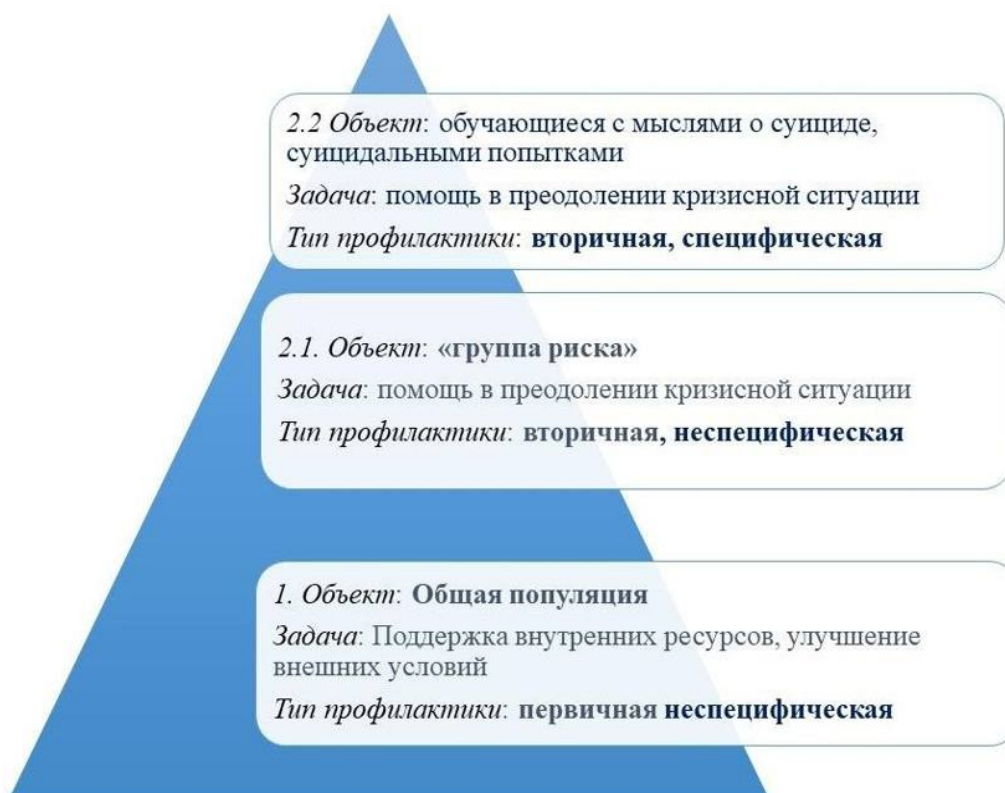 2.2 Объект: обучающиеся с мыслями о суициде,
суицидальными попытками
Задача: помощь в преодолении кризисной ситуации
Тип профилактики: вторичная, специфическая
2.1. Объект: «группа риска»
Задача: помощь в преодолении кризисной ситуации
Тип профилактики: вторичная, неспецифическая
1. Объект: Общая популяция
Задача: Поддержка внутренних ресурсов, улучшение
внешних условий
Тип профилактики: первичная неспецифическая